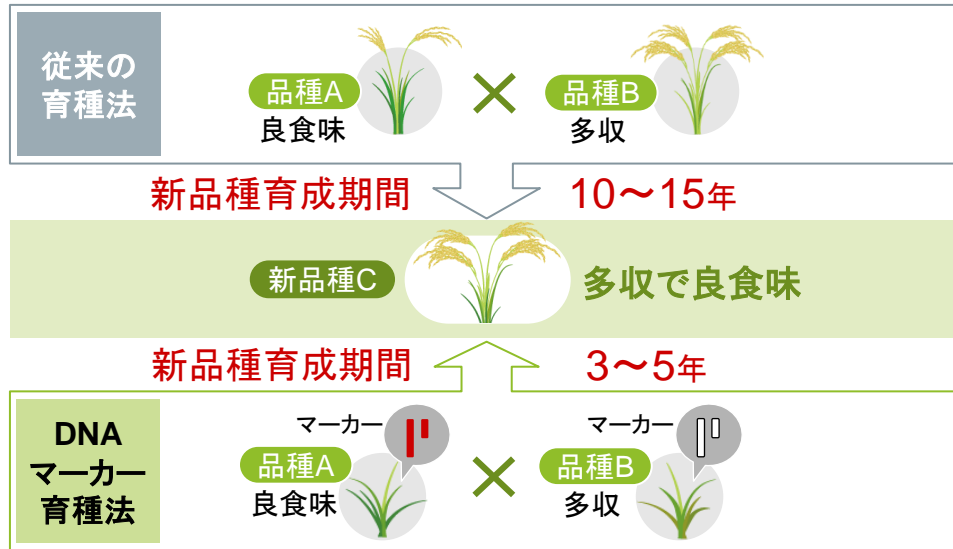 従来の
育種法
品種A
良食味
×
品種B
多収
新品種育成期間 10～15年
新品種C
多収で良食味
新品種育成期間 3～5年
DNA
マーカー
育種法
マーカー
品種A
良食味
×
マーカー
品種B
多収